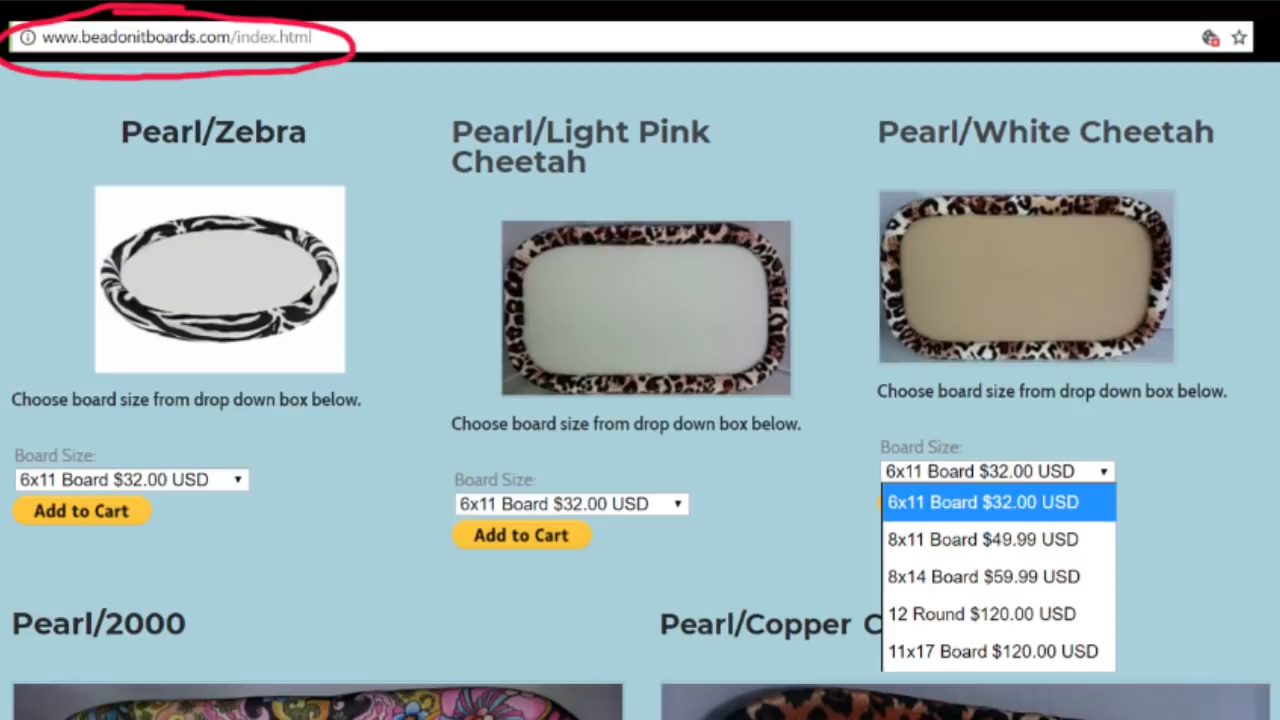 www.beadonitboards.com/index.html
Pearl/Zebra
Choose board size from drop down box below.
Board Size:
6x11 Board $32.00 USD
Add to Cart
Pearl/Light Pink
Cheetah
Choose board size from drop down box below.
Board Size:
6x11 Board $32.00 USD
Add to Cart
Pearl/White Cheetah
Choose board size from drop down box below.
Board Size:
6x11 Board $32.00 USD
6x11 Board $32.00 USD
8x11 Board $49.99 USD
8x14 Board $59.99 USD
12 Round $120.00 USD
11x17 Board $120.00 USD
Pearl/2000
Pearl/Copper C